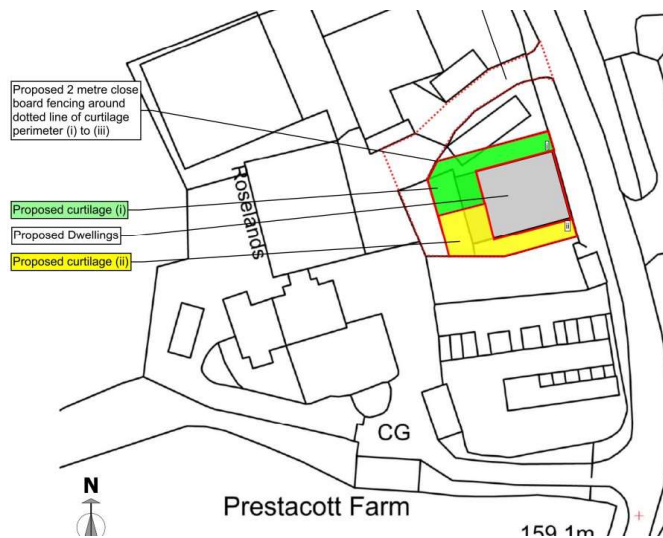 Proposed 2 metre close
board fencing around
dotted line of curtilage
perimeter (i) to (iii)
Roselands
Proposed curtilage (i)
Proposed Dwellings
Proposed curtilage (ii)
CG
N
Prestacott Farm
159.1m